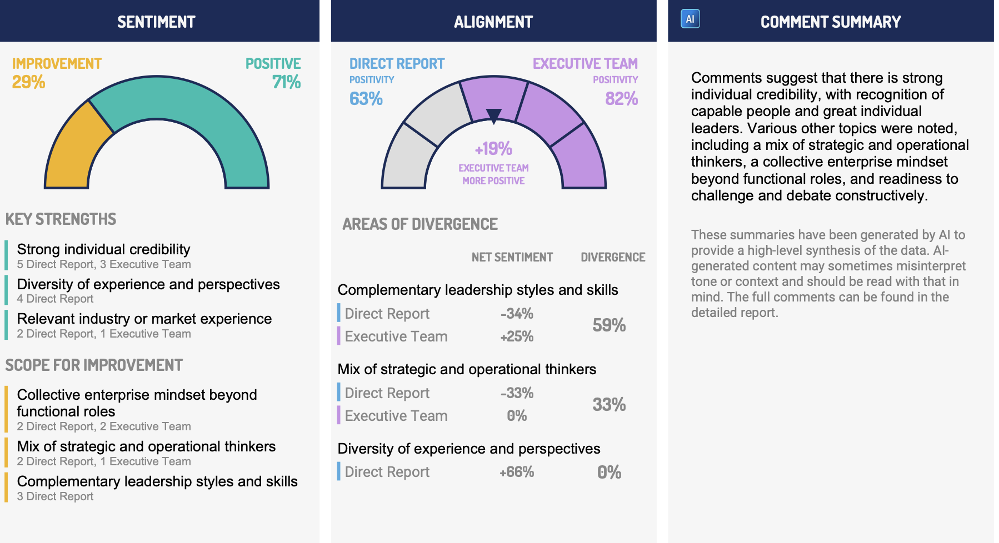 SENTIMENT
IMPROVEMENT
29%
POSITIVE
71%
KEY STRENGTHS
Strong individual credibility
5 Direct Report, 3 Executive Team
Diversity of experience and perspectives
4 Direct Report
Relevant industry or market experience
2 Direct Report, 1 Executive Team
SCOPE FOR IMPROVEMENT
Collective enterprise mindset beyond
functional roles
2 Direct Report, 2 Executive Team
Mix of strategic and operational thinkers
2 Direct Report, 1 Executive Team
Complementary leadership styles and skills
3 Direct Report
ALIGNMENT
DIRECT REPORT
POSITIVITY
63%
EXECUTIVE TEAM
POSITIVITY
82%
+19%
EXECUTIVE TEAM
MORE POSITIVE
AREAS OF DIVERGENCE
NET SENTIMENT DIVERGENCE
Complementary leadership styles and skills
Direct Report -34%
59%
Executive Team +25%
Mix of strategic and operational thinkers
Direct Report -33%
33%
Executive Team 0%
Diversity of experience and perspectives
Direct Report +66% 0%
AI COMMENT SUMMARY
Comments suggest that there is strong
individual credibility, with recognition of
capable people and great individual
leaders. Various other topics were noted,
including a mix of strategic and operational
thinkers, a collective enterprise mindset
beyond functional roles, and readiness to
challenge and debate constructively.
These summaries have been generated by AI to
provide a high-level synthesis of the data. AI-
generated content may sometimes misinterpret
tone or context and should be read with that in
mind. The full comments can be found in the
detailed report.